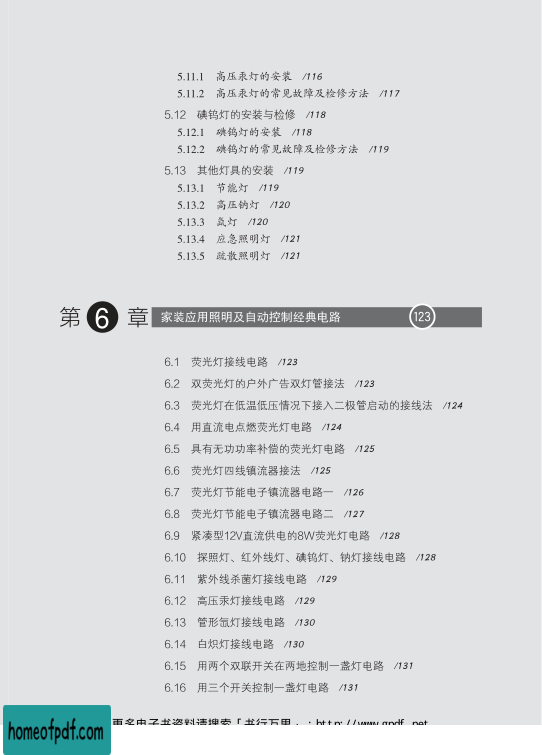 5.11.1 高压汞灯的安装 /116
5.11.2 高压汞灯的常见故障及检修方法 /117
5.12 碘钨灯的安装与检修 /118
5.12.1 碘钨灯的安装 /118
5.12.2 碘钨灯的常见故障及检修方法 /119
5.13 其他灯具的安装 /119
5.13.1 节能灯 /119
5.13.2 高压钠灯 /120
5.13.3 氙灯 /120
5.13.4 应急照明灯 /121
5.13.5 疏散照明灯 /121
第 6 章 家装应用照明及自动控制经典电路 123
6.1 荧光灯接线电路 /123
6.2 双荧光灯的户外广告双灯管接法 /123
6.3 荧光灯在低温低压情况下接入二极管启动的接线法 /124
6.4 用直流电点燃荧光灯电路 /124
6.5 具有无功功率补偿的荧光灯电路 /125
6.6 荧光灯四线镇流器接法 /125
6.7 荧光灯节能电子镇流器电路一 /126
6.8 荧光灯节能电子镇流器电路二 /127
6.9 紧凑型12V直流供电的8W荧光灯电路 /128
6.10 探照灯、红外线灯、碘钨灯、钠灯接线电路 /128
6.11 紫外线杀菌灯接线电路 /129
6.12 高压汞灯接线电路 /129
6.13 管形氙灯接线电路 /130
6.14 白炽灯接线电路 /130
6.15 用两个双联开关在两地控制一盏灯电路 /131
6.16 用三个开关控制一盏灯电路 /131
更多电子书资料请搜索「书行万里」:http://www.gpdf.net
homeofpdf.com